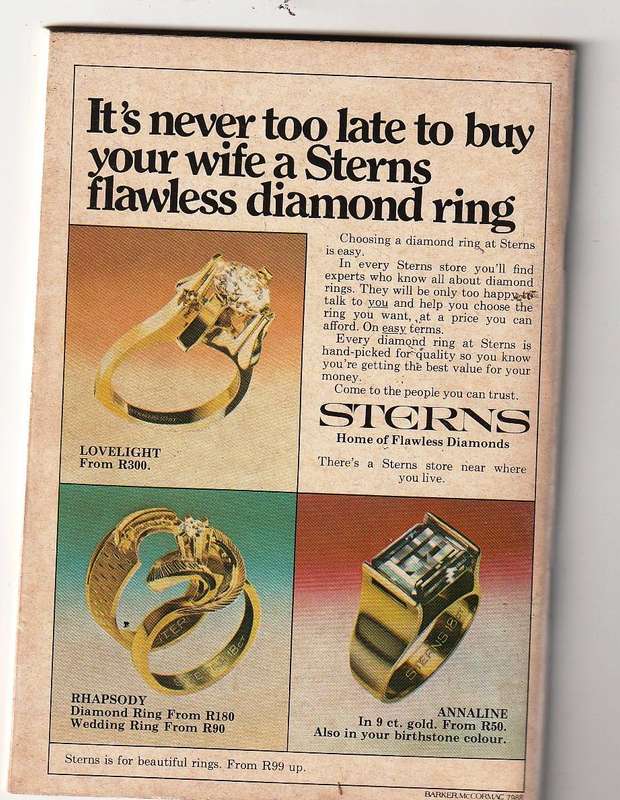 It's never too late to buy
your wife a Sterns
flawless diamond ring
Choosing a diamond ring at Sterns
is easy.
In every Sterns store you'll find
experts who know all about diamond
rings. They will be only too happy to
talk to you and help you choose the
ring you want, at a price you can
afford. On easy terms.
Every diamond ring at Sterns is
hand-picked for quality so you know
you're getting the best value for your
money.
Come to the people you can trust.
STERNS
Home of Flawless Diamonds
There's a Sterns store near where
you live.
LOVELIGHT
From R300.
STERNS 18 CT
RHAPSODY
Diamond Ring From R180
Wedding Ring From R90
STERNS 18
ANNALINE
In 9 ct. gold. From R50.
Also in your birthstone colour.
Sterns is for beautiful rings. From R99 up.
BARKER McCORMAC